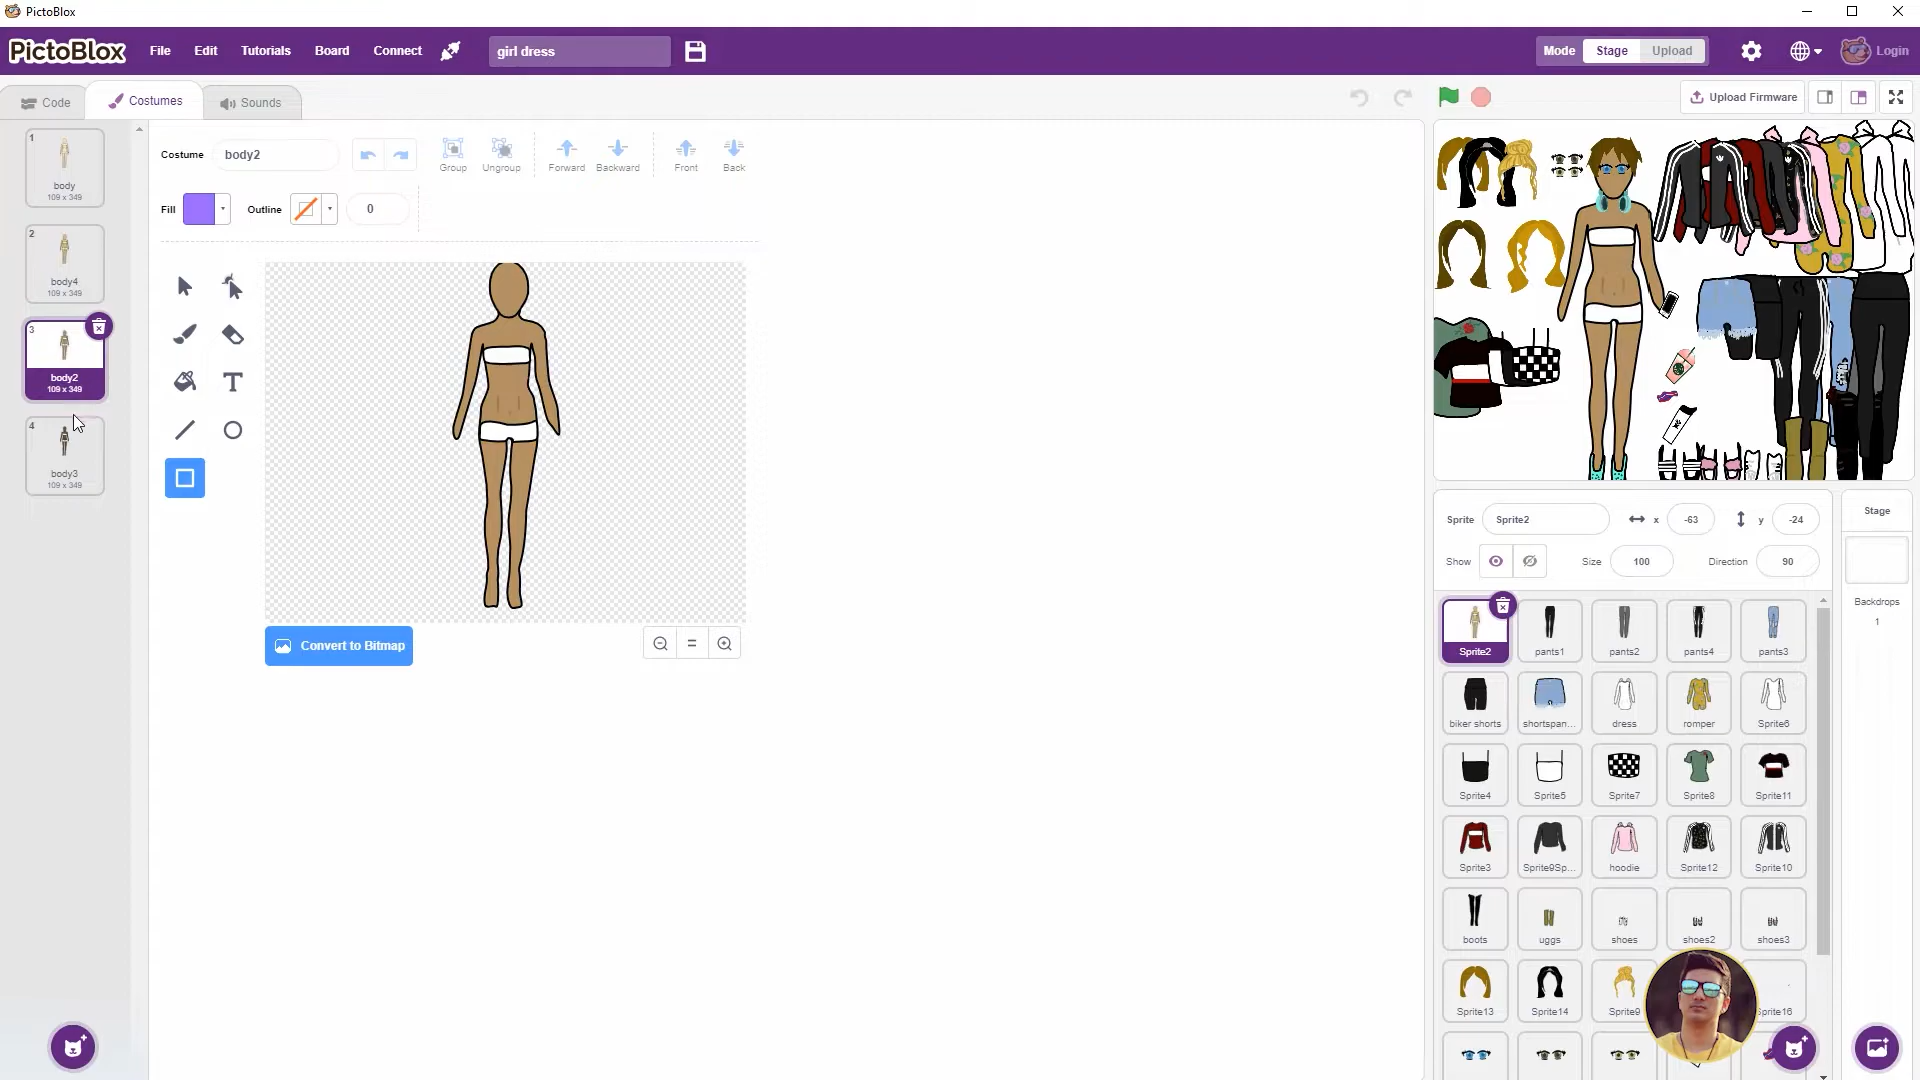 PictoBlox
PictoBlox
File
Edit
Tutorials
Board
Connect
girl dress
Mode
Stage
Upload
Login
Code
Costumes
Sounds
Upload Firmware
1
body
109 x 349
2
body4
109 x 349
3
body2
109 x 349
4
body3
109 x 349
Costume
body2
Group
Ungroup
Forward
Backward
Front
Back
Fill
Outline
0
T
Convert to Bitmap
Sprite
Sprite2
x
-63
y
-24
Show
Size
100
Direction
90
Stage
Backdrops
1
Sprite2
pants1
pants2
pants4
pants3
biker shorts
shortspan...
dress
romper
Sprite6
Sprite4
Sprite5
Sprite7
Sprite8
Sprite11
Sprite3
Sprite9Sp...
hoodie
Sprite12
Sprite10
boots
uggs
shoes
shoes2
shoes3
Sprite13
Sprite14
Sprite9
prite16